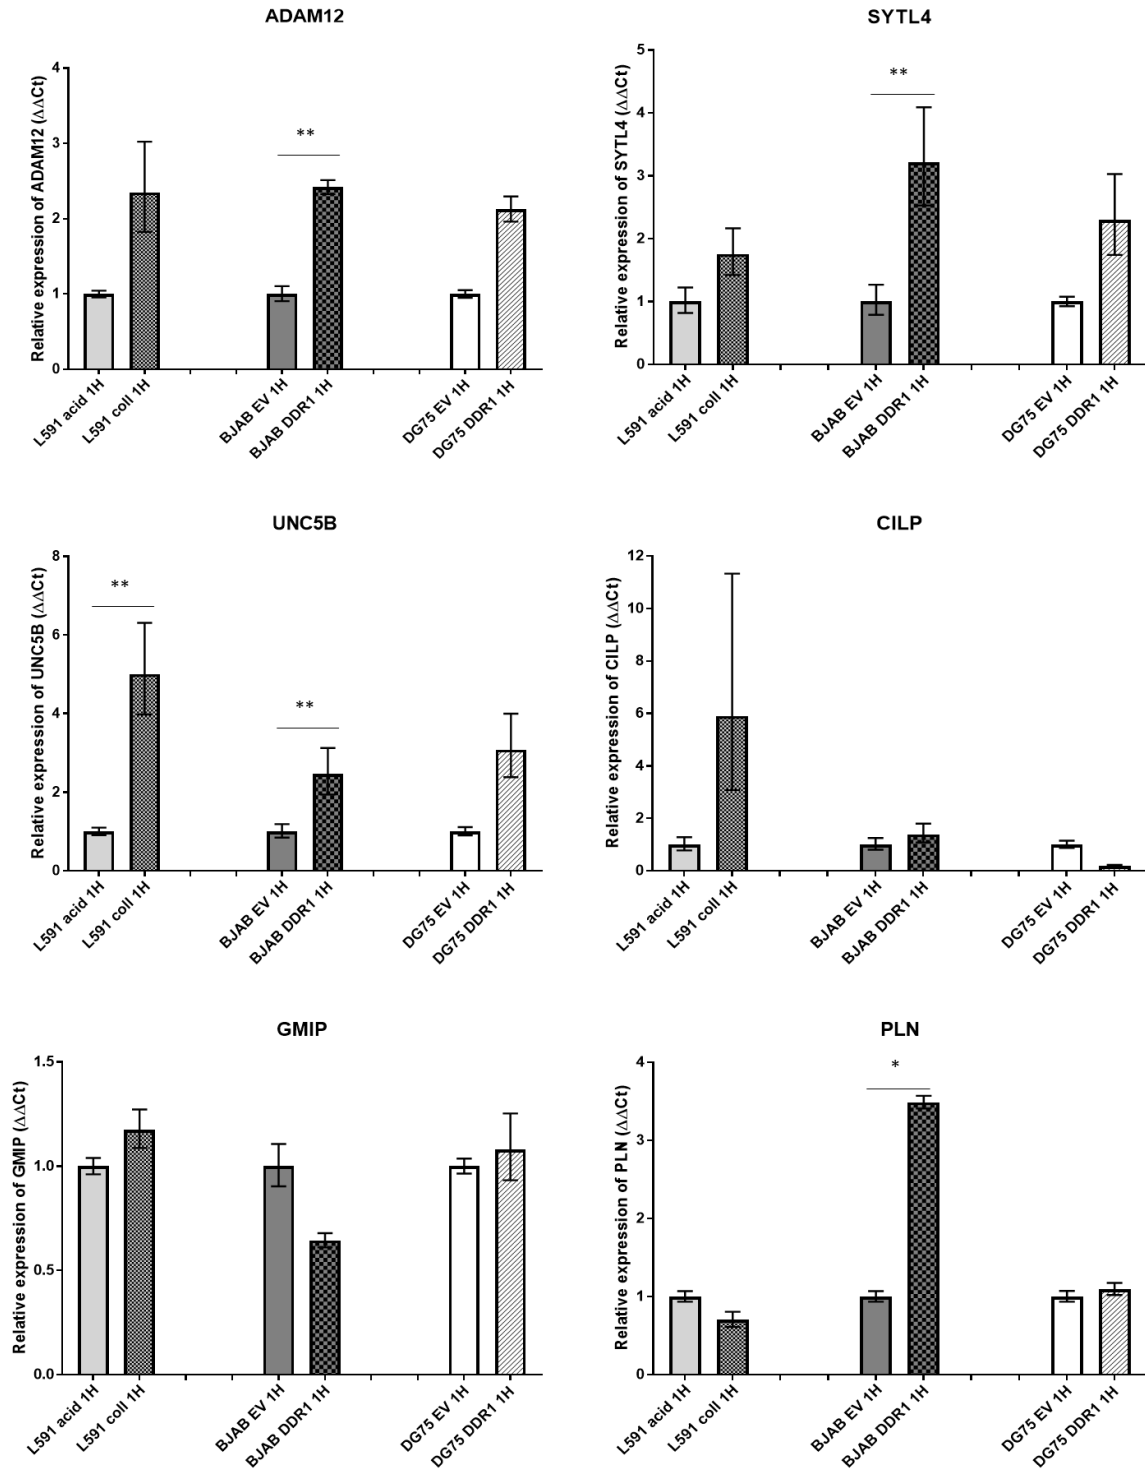 ADAM12
Relative expression of ADAM12 (ΔΔCt)
4
3
2
1
0
**
L591 acid 1H
L591 coll 1H
BJAB EV 1H
BJAB DDR1 1H
DG75 EV 1H
DG75 DDR1 1H
SYTL4
Relative expression of SYTL4 (ΔΔCt)
5
4
3
2
1
0
**
L591 acid 1H
L591 coll 1H
BJAB EV 1H
BJAB DDR1 1H
DG75 EV 1H
DG75 DDR1 1H
UNC5B
Relative expression of UNC5B (ΔΔCt)
8
6
4
2
0
**
**
L591 acid 1H
L591 coll 1H
BJAB EV 1H
BJAB DDR1 1H
DG75 EV 1H
DG75 DDR1 1H
CILP
Relative expression of CILP (ΔΔCt)
12
10
8
6
4
2
0
L591 acid 1H
L591 coll 1H
BJAB EV 1H
BJAB DDR1 1H
DG75 EV 1H
DG75 DDR1 1H
GMIP
Relative expression of GMIP (ΔΔCt)
1.5
1.0
0.5
0.0
L591 acid 1H
L591 coll 1H
BJAB EV 1H
BJAB DDR1 1H
DG75 EV 1H
DG75 DDR1 1H
PLN
Relative expression of PLN (ΔΔCt)
4
3
2
1
0
*
L591 acid 1H
L591 coll 1H
BJAB EV 1H
BJAB DDR1 1H
DG75 EV 1H
DG75 DDR1 1H